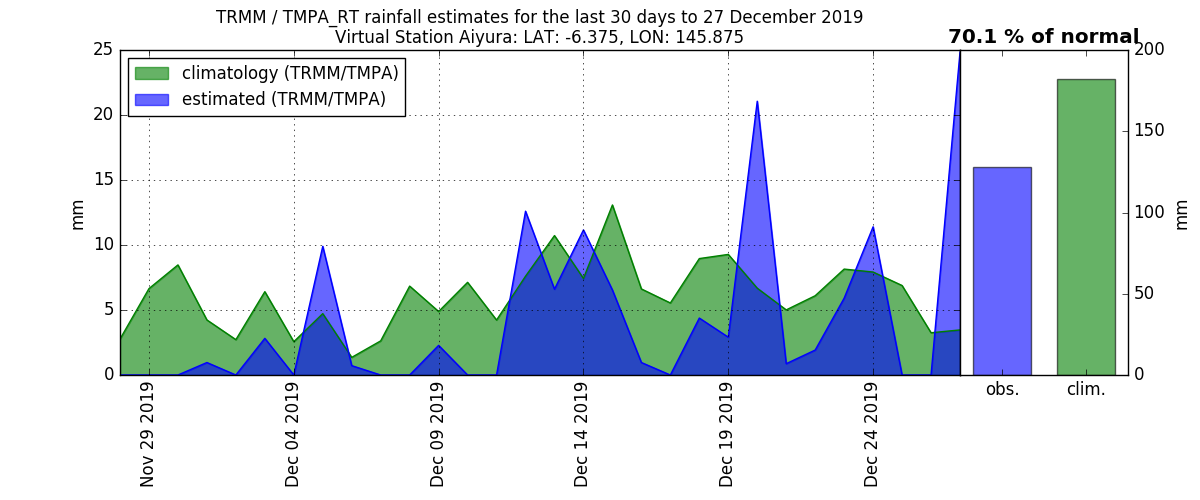 TRMM / TMPA_RT rainfall estimates for the last 30 days to 27 December 2019
Virtual Station Aiyura: LAT: -6.375, LON: 145.875
70.1 % of normal
climatology (TRMM/TMPA)
estimated (TRMM/TMPA)
25
20
15
10
5
0
mm
Nov 29 2019
Dec 04 2019
Dec 09 2019
Dec 14 2019
Dec 19 2019
Dec 24 2019
200
150
100
50
0
mm
obs.
clim.